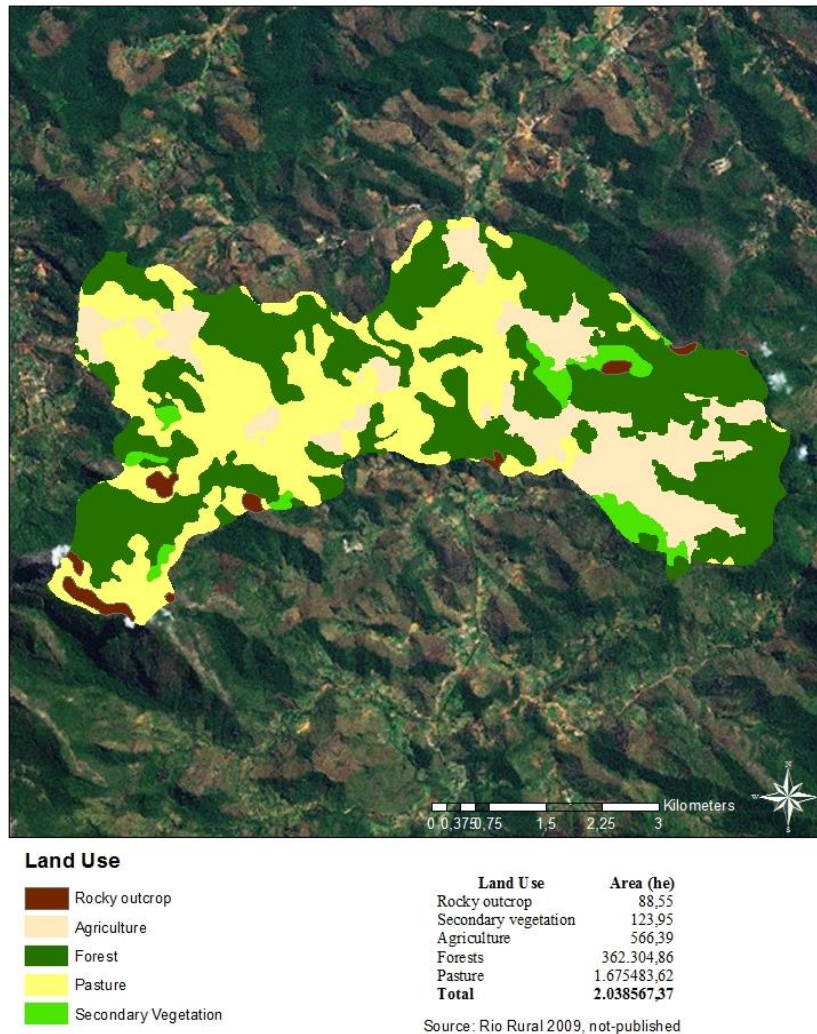 N
W
S
Kilometers
0 0,375 0,75 1,5 2,25 3
Land Use
Rocky outcrop
Agriculture
Forest
Pasture
Secondary Vegetation
Land Use Area (he)
Rocky outcrop 88,55
Secondary vegetation 123,95
Agriculture 566,39
Forests 362.304,86
Pasture 1.675483,62
Total 2.038567,37
Source: Rio Rural 2009, not-published